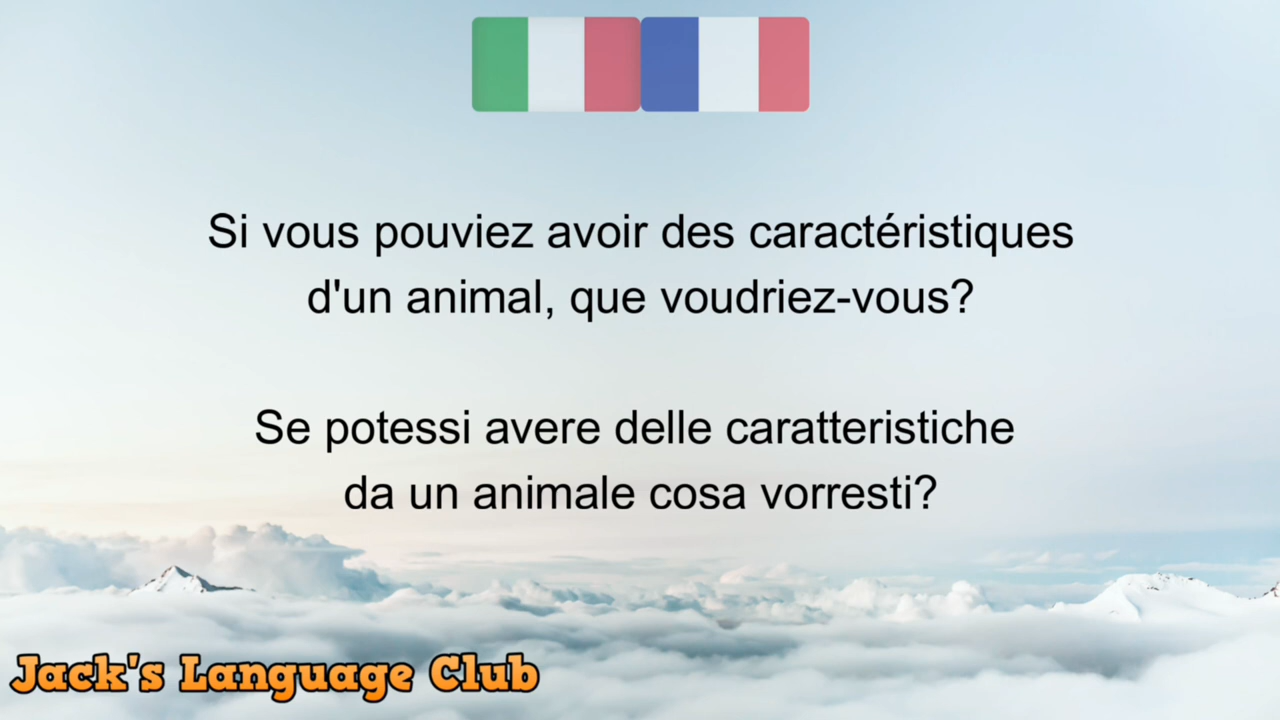 Si vous pouviez avoir des caractéristiques
d'un animal, que voudriez-vous?
Se potessi avere delle caratteristiche
da un animale cosa vorresti?
Jack's Language Club